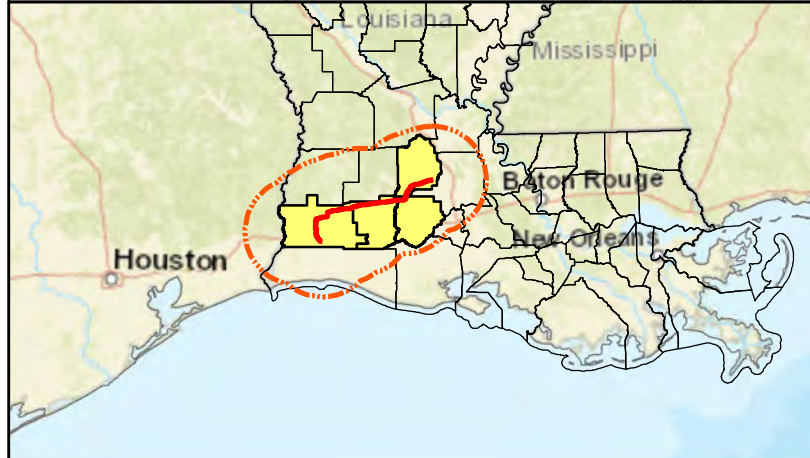 Louisiana
Mississippi
Baton Rouge
New Orleans
Houston